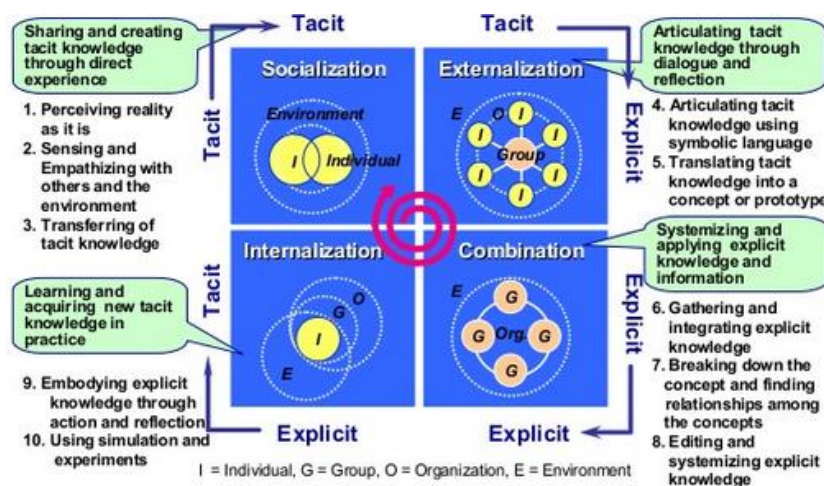 Sharing and creating
tacit knowledge
through direct
experience
Tacit
Tacit
Articulating tacit
knowledge through
dialogue and
reflection
1. Perceiving reality
as it is
2. Sensing and
Empathizing with
others and the
environment
3. Transferring of
tacit knowledge
Tacit
Socialization
Environment
I
Individual
Externalization
E
O
I
I
I
I
I
I
Group
Explicit
4. Articulating tacit
knowledge using
symbolic language
5. Translating tacit
knowledge into a
concept or prototype
Learning and
acquiring new tacit
knowledge in
practice
Tacit
Internalization
O
G
I
E
Combination
E
G
G
Org.
G
G
Systemizing and
applying explicit
knowledge and
information
Explicit
6. Gathering and
integrating explicit
knowledge
7. Breaking down the
concept and finding
relationships among
the concepts
8. Editing and
systemizing explicit
knowledge
9. Embodying explicit
knowledge through
action and reflection
10. Using simulation and
experiments
Explicit
Explicit
I = Individual, G = Group, O = Organization, E = Environment